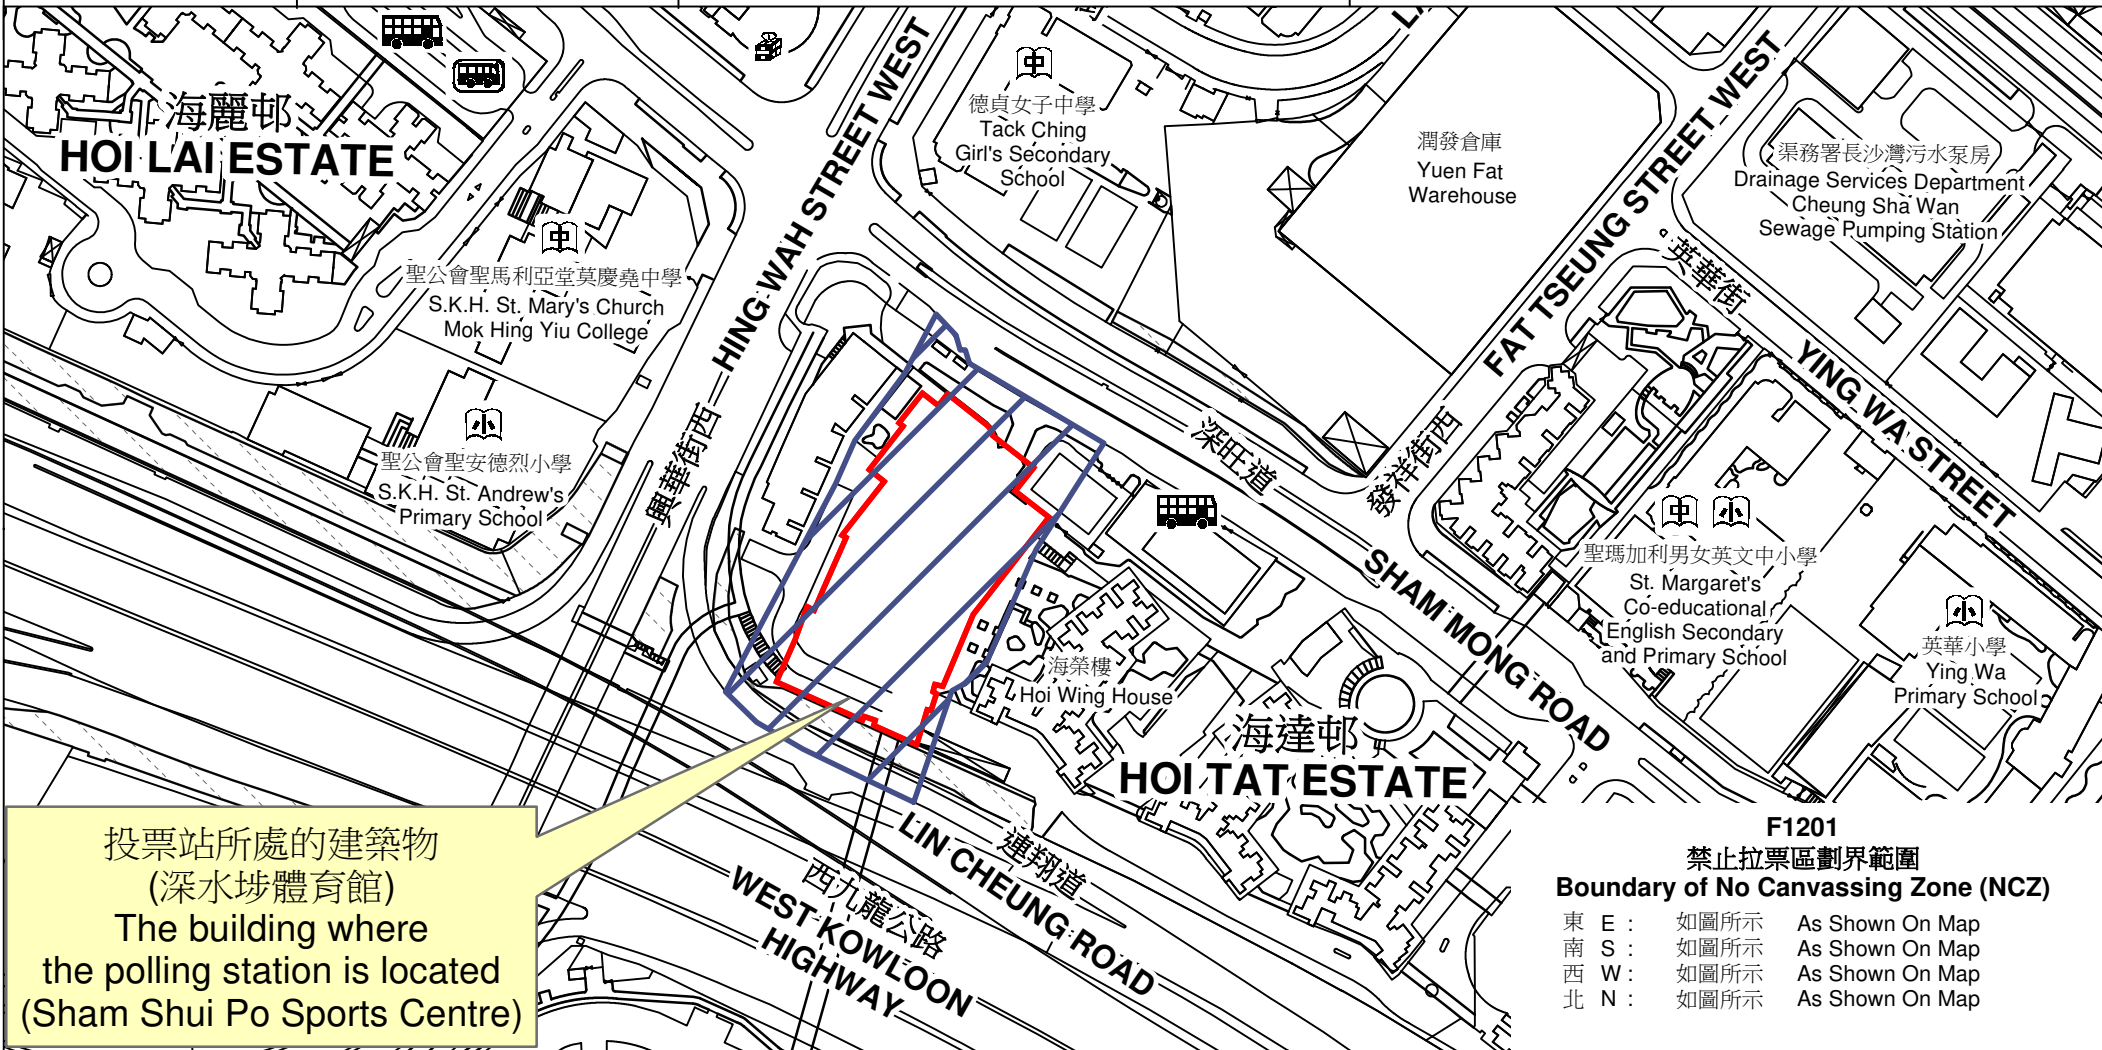 海麗邨
HOI LAI ESTATE
HING WAH STREET WEST
興華街西
中
德貞女子中學
Tack Ching
Girl's Secondary
School
潤發倉庫
Yuen Fat
Warehouse
FAT TSEUNG STREET WEST
發祥街西
渠務署長沙灣污水泵房
Drainage Services Department
Cheung Sha Wan
Sewage Pumping Station
英華街
YING WA STREET
中
聖公會聖馬利亞堂莫慶堯中學
S.K.H. St. Mary's Church
Mok Hing Yiu College
小
聖公會聖安德烈小學
S.K.H. St. Andrew's
Primary School
深旺道
SHAM MONG ROAD
中 小
聖瑪加利男女英文中小學
St. Margaret's
Co-educational
English Secondary
and Primary School
小
英華小學
Ying Wa
Primary School
海榮樓
Hoi Wing House
海達邨
HOI TAT ESTATE
連翔道
LIN CHEUNG ROAD
西九龍公路
WEST KOWLOON
HIGHWAY
投票站所處的建築物
(深水埗體育館)
The building where
the polling station is located
(Sham Shui Po Sports Centre)
F1201
禁止拉票區劃界範圍
Boundary of No Canvassing Zone (NCZ)
東 E : 如圖所示 As Shown On Map
南 S : 如圖所示 As Shown On Map
西 W : 如圖所示 As Shown On Map
北 N : 如圖所示 As Shown On Map